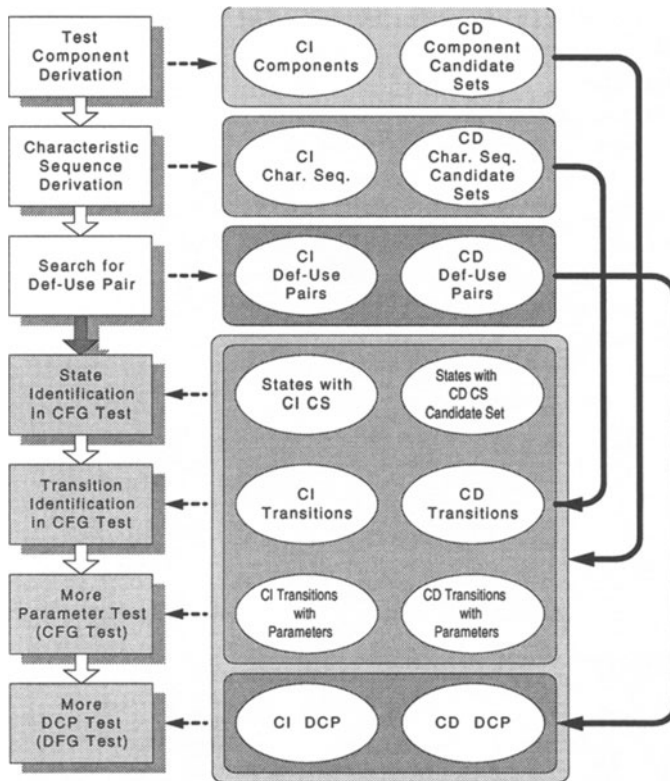 Test
Component
Derivation
CI
Components
CD
Component
Candidate
Sets
Characteristic
Sequence
Derivation
CI
Char. Seq.
CD
Char. Seq.
Candidate
Sets
Search for
Def-Use Pair
CI
Def-Use
Pairs
CD
Def-Use
Pairs
State
Identification
in CFG Test
States with
CI CS
States with
CD CS
Candidate Set
Transition
Identification
in CFG Test
CI
Transitions
CD
Transitions
More
Parameter Test
(CFG Test)
CI Transitions
with
Parameters
CD Transitions
with
Parameters
More
DCP Test
(DFG Test)
CI DCP
CD DCP